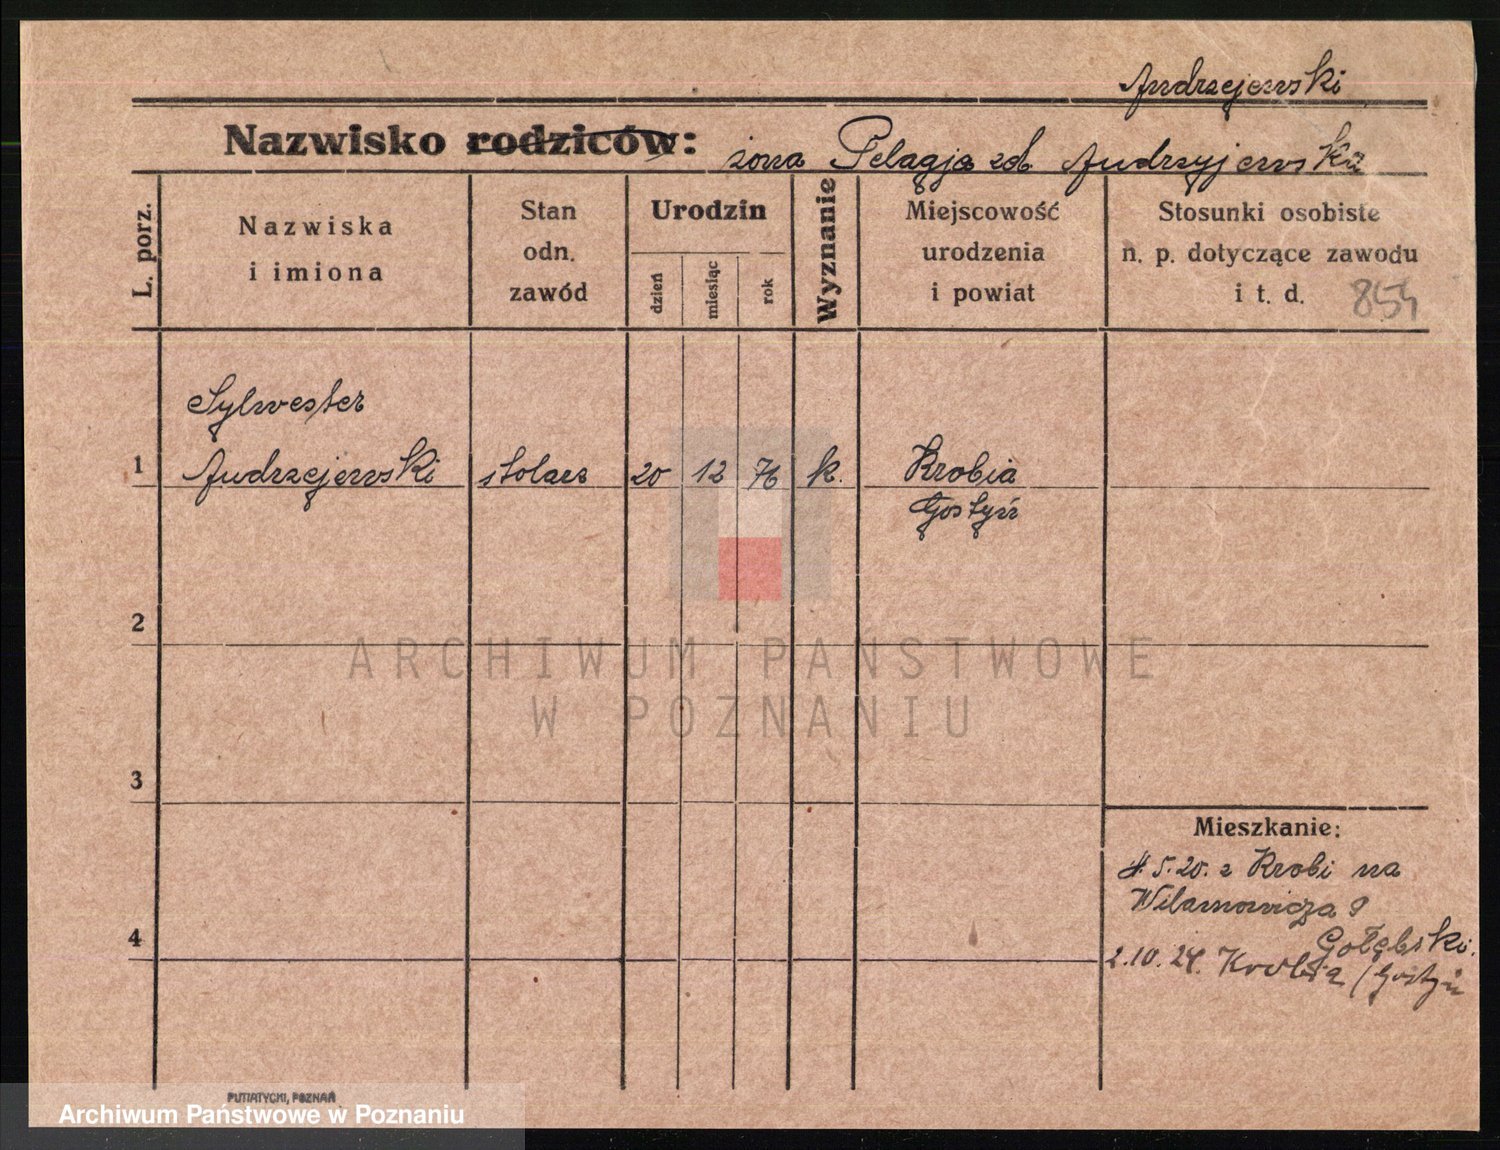 Andrzejewski
Nazwisko rodziców: żona Pelagja zd. Andrzyjewska
L. porz.
Nazwiska
i imiona
Stan
odn.
zawód
Urodzin
dzień
miesiąc
rok
Wyznanie
Miejscowość
urodzenia
i powiat
Stosunki osobiste
n. p. dotyczące zawodu
i t. d.
854
Sylwester
1 Andrzejewski stolarz 20 12 76 k. Krobia
Gostyń
2
3
4
Mieszkanie:
4.5.20. z Krobi na
Wilamowicza 9
Gołębski.
2.10.24. Krobia / Gostyń
PUTIATYCKI, POZNAŃ
ARCHIWUM PAŃSTWOWE
W POZNANIU
Archiwum Państwowe w Poznaniu